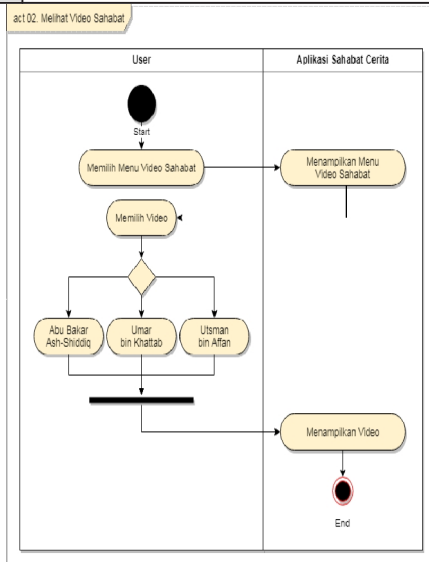 act 02. Melihat Video Sahabat
User
Aplikasi Sahabat Cerita
Start
Memilih Menu Video Sahabat
Menampilkan Menu
Video Sahabat
Memilih Video
Abu Bakar
Ash-Shiddiq
Umar
bin Khattab
Utsman
bin Affan
Menampilkan Video
End